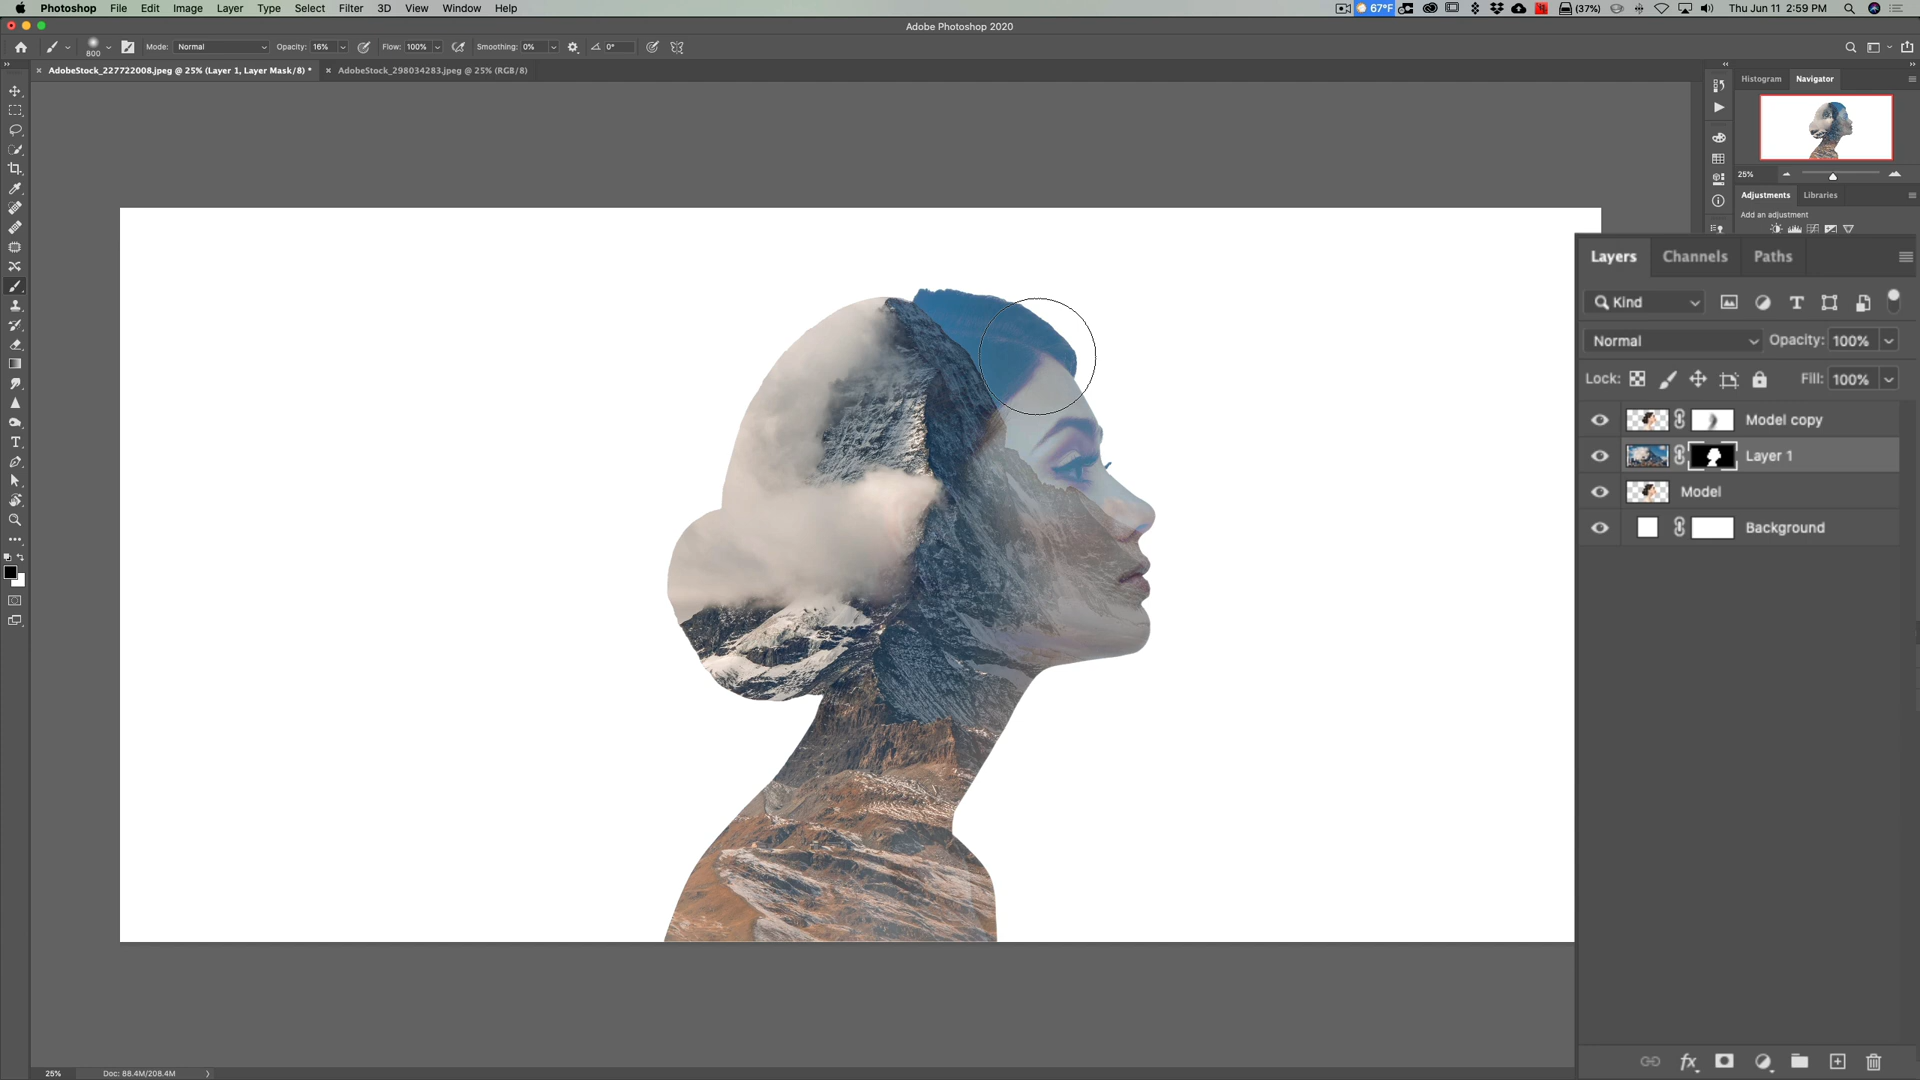 Photoshop File Edit Image Layer Type Select Filter 3D View Window Help 67°F (37%) Thu Jun 11 2:59 PM
Adobe Photoshop 2020
800 Mode: Normal Opacity: 16% Flow: 100% Smoothing: 0% 0°
× AdobeStock_227722008.jpeg @ 25% (Layer 1, Layer Mask/8) * × AdobeStock_298034283.jpeg @ 25% (RGB/8)
Histogram Navigator
25%
Adjustments Libraries
Add an adjustment
Layers Channels Paths
Kind
Normal Opacity: 100%
Lock: Fill: 100%
Model copy
Layer 1
Model
Background
25% Doc: 88.4M/208.4M